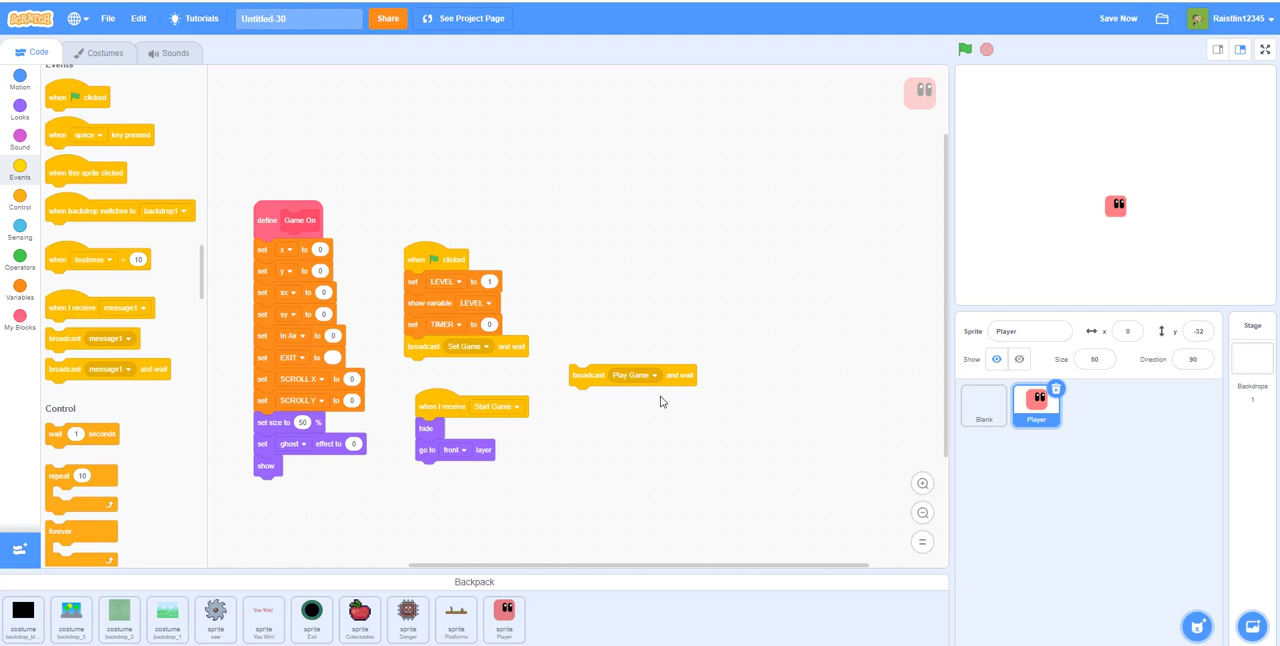 SCRATCH File Edit Tutorials Untitled-30 Share See Project Page Save Now Raistlin12345
Code Costumes Sounds
Motion
Looks
Sound
Events
Control
Sensing
Operators
Variables
My Blocks
Events
when clicked
when space key pressed
when this sprite clicked
when backdrop switches to backdrop1
when loudness > 10
when I receive message1
broadcast message1
broadcast message1 and wait
Control
wait 1 seconds
repeat 10
forever
define Game On
set x to 0
set y to 0
set sx to 0
set sy to 0
set In Air to 0
set EXIT to
set SCROLL X to 0
set SCROLL Y to 0
set size to 50 %
set ghost effect to 0
show
when clicked
set LEVEL to 1
show variable LEVEL
set TIMER to 0
broadcast Set Game and wait
when I receive Start Game
hide
go to front layer
broadcast Play Game and wait
Sprite Player x 0 y -32
Show Size 50 Direction 90
Blank
Player
Stage
Backdrops
1
Backpack
costume
backdrop_bl...
costume
backdrop_3
costume
backdrop_2
costume
backdrop_1
sprite
saw
You Win!
sprite
You Win!
sprite
Exit
sprite
Colectables
sprite
Danger
sprite
Platforms
sprite
Player